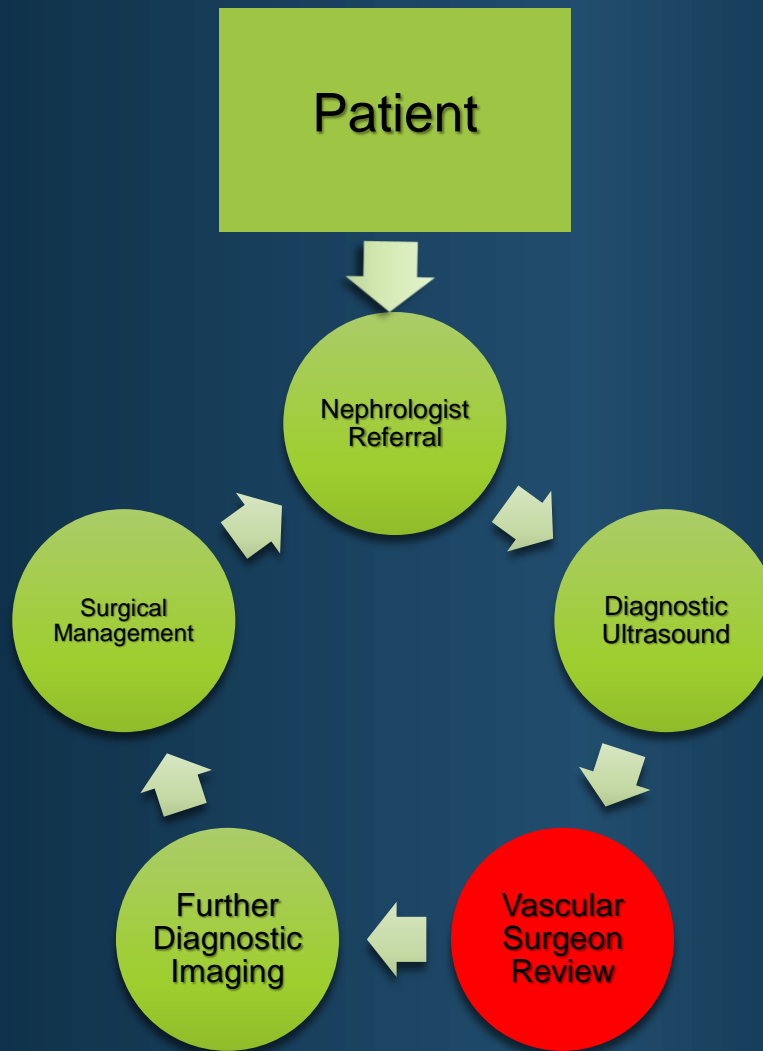 Patient
Nephrologist
Referral
Diagnostic
Ultrasound
Vascular
Surgeon
Review
Further
Diagnostic
Imaging
Surgical
Management